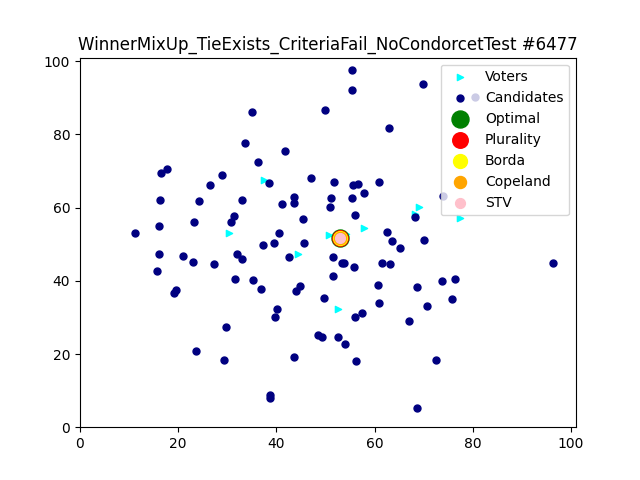 WinnerMixUp_TieExists_CriteriaFail_NoCondorcetTest #6477
100
80
60
40
20
0
0 20 40 60 80 100
Voters
Candidates
Optimal
Plurality
Borda
Copeland
STV